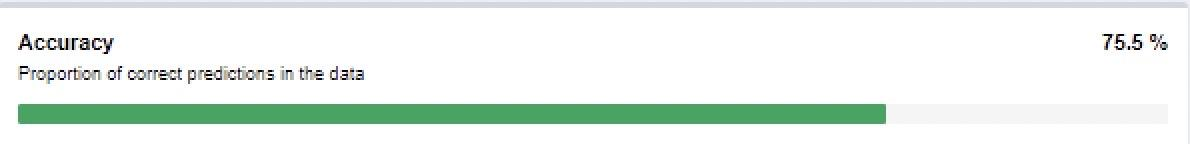 Accuracy 75.5 %
Proportion of correct predictions in the data